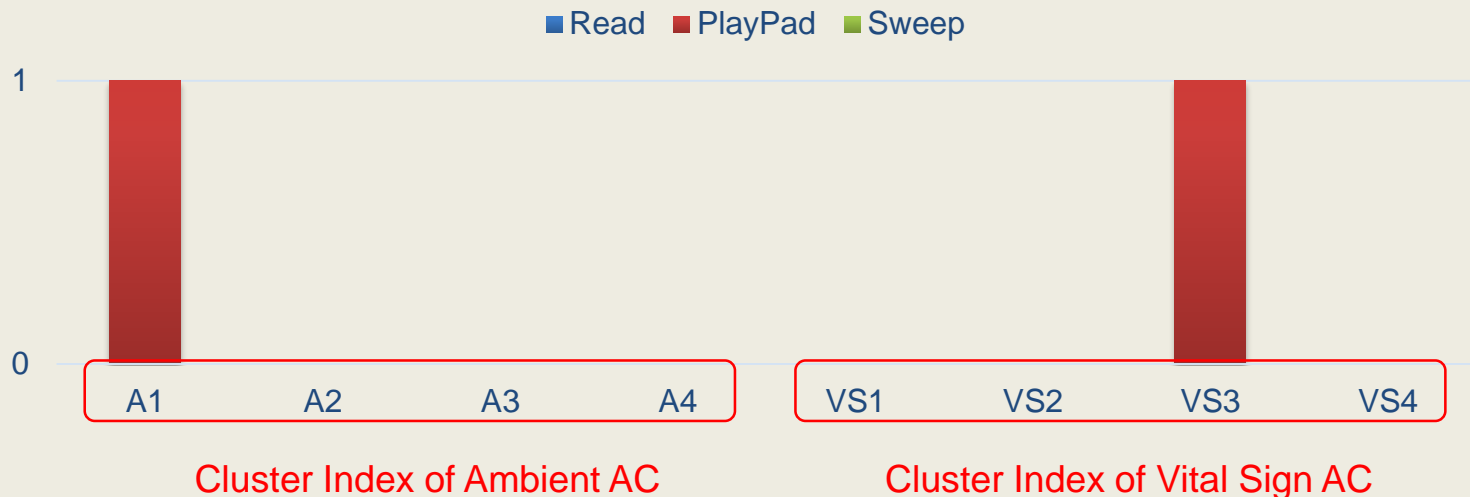 Read PlayPad Sweep
1
0
A1 A2 A3 A4 VS1 VS2 VS3 VS4
Cluster Index of Ambient AC Cluster Index of Vital Sign AC